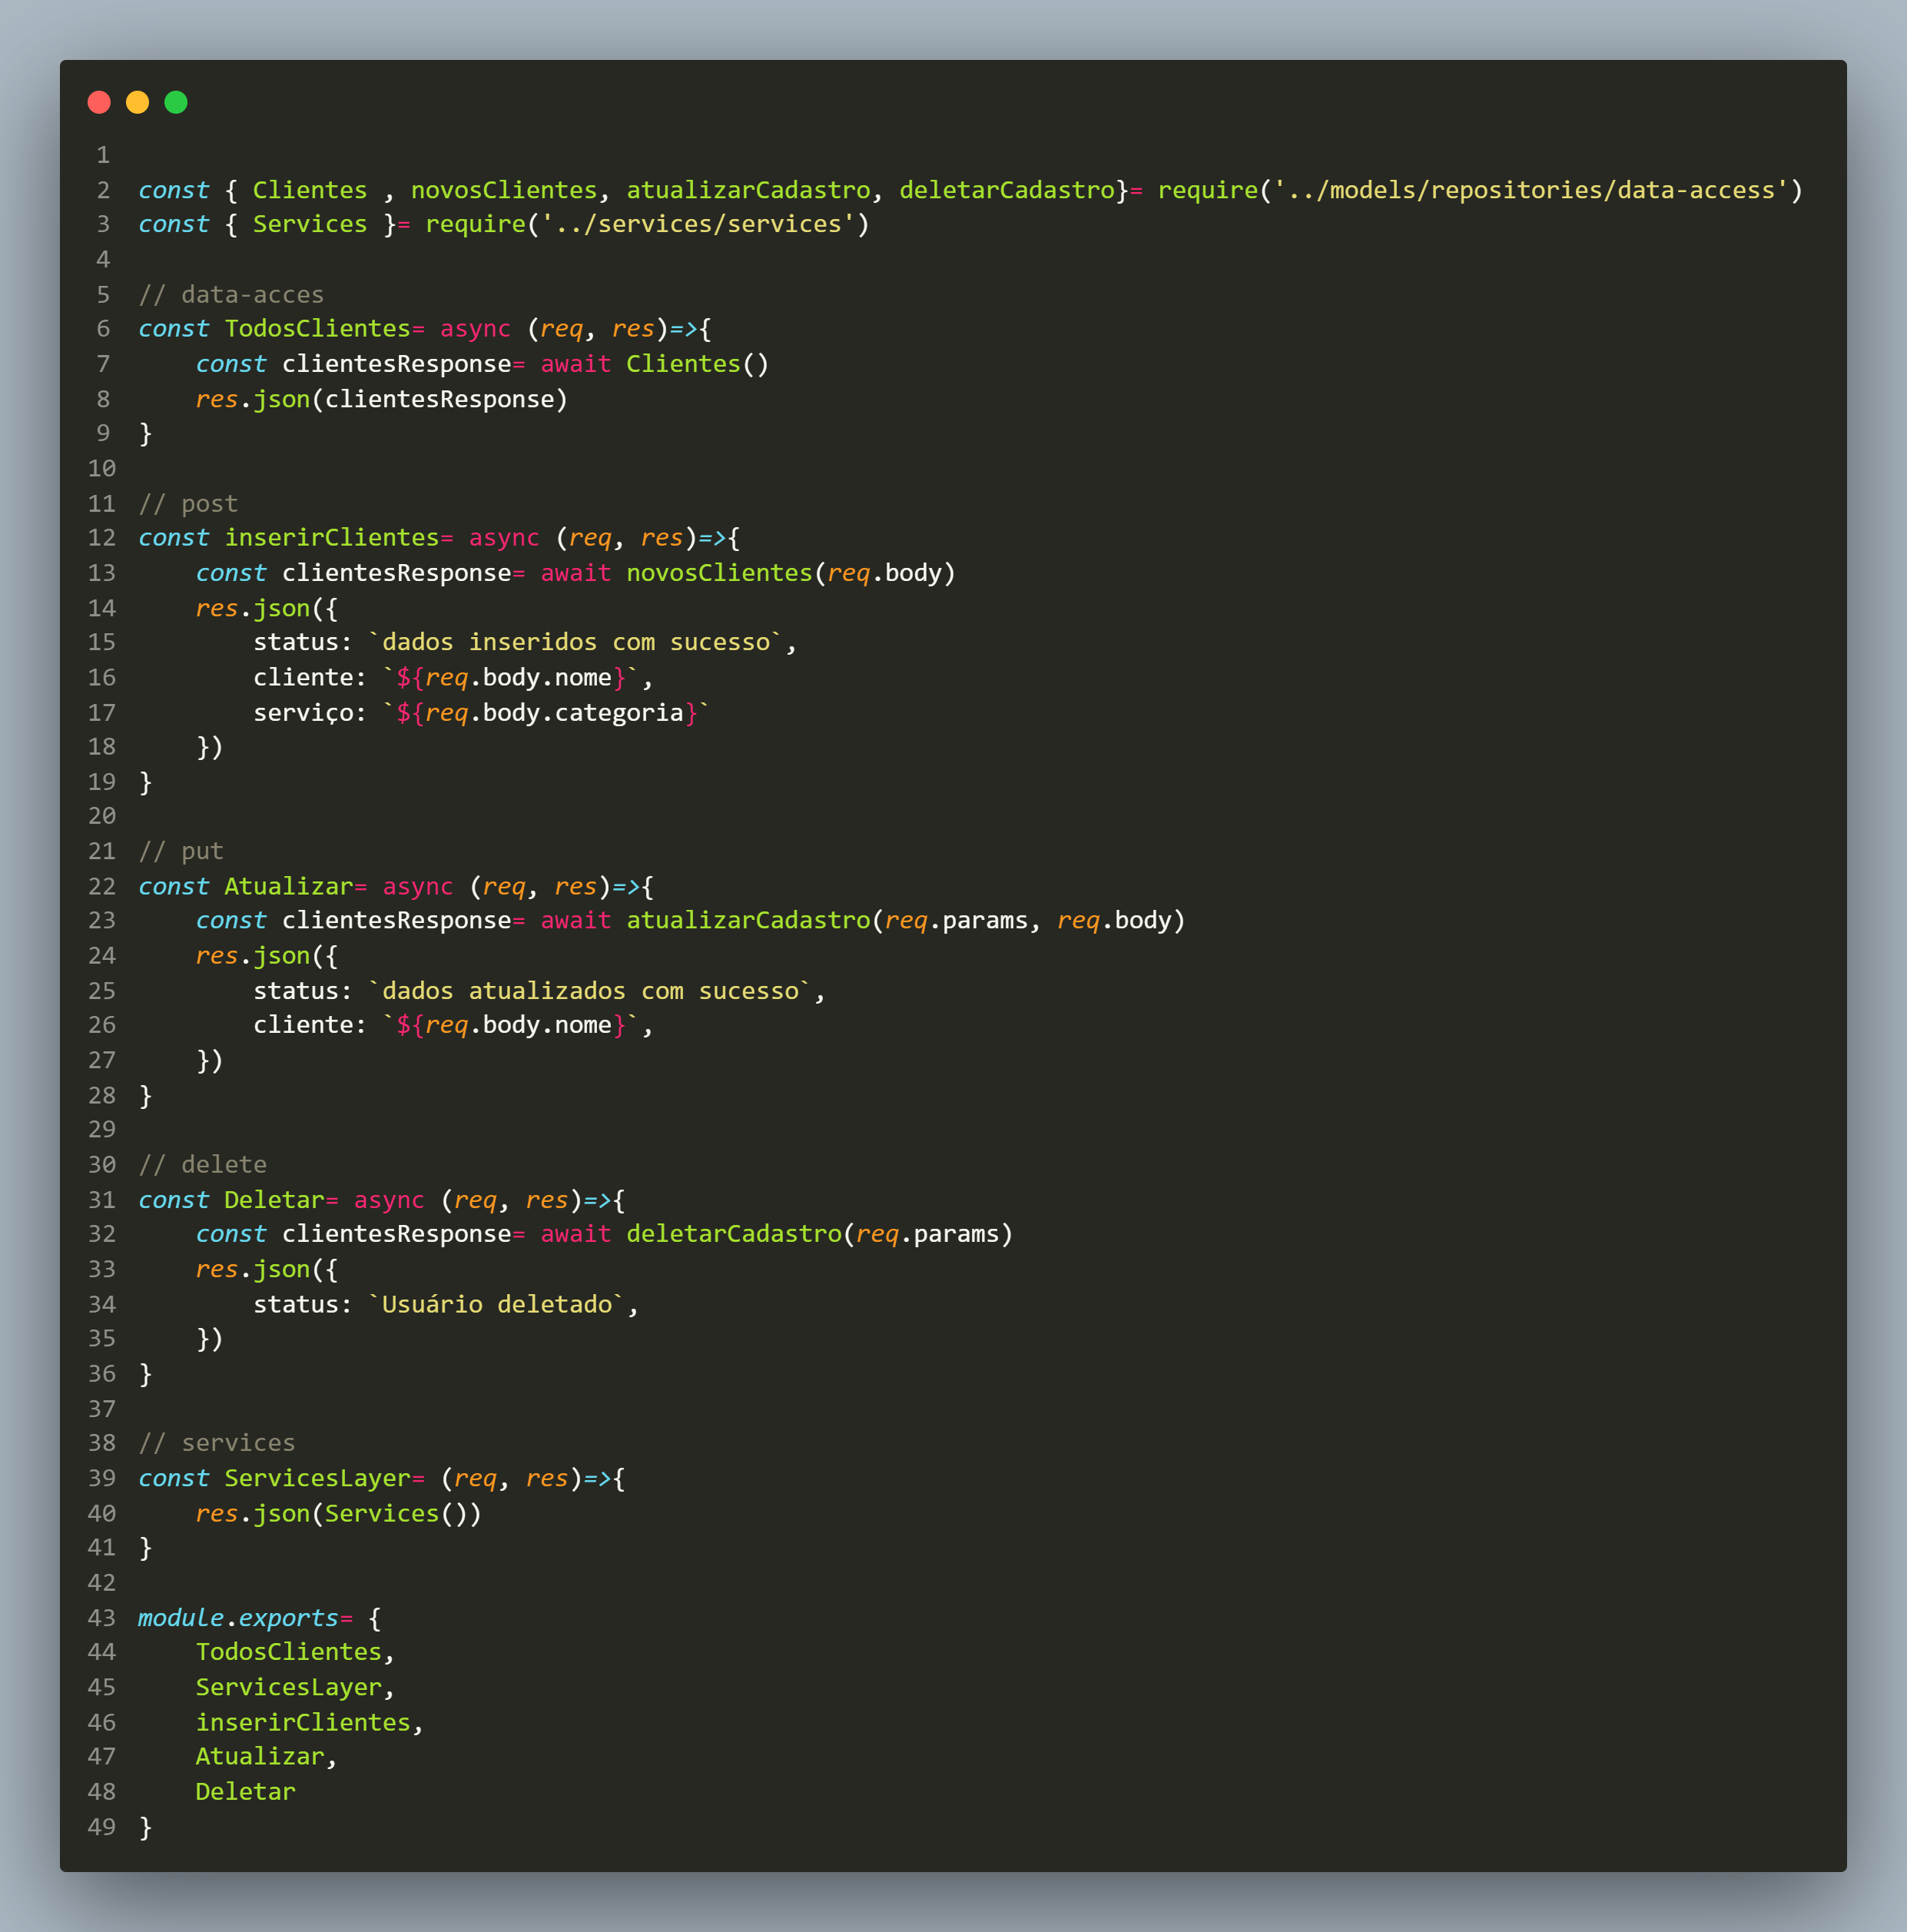 1
2 const { Clientes , novosClientes, atualizarCadastro, deletarCadastro}= require('../models/repositories/data-access')
3 const { Services }= require('../services/services')
4
5 // data-acces
6 const TodosClientes= async (req, res)=>{
7     const clientesResponse= await Clientes()
8     res.json(clientesResponse)
9 }
10
11 // post
12 const inserirClientes= async (req, res)=>{
13     const clientesResponse= await novosClientes(req.body)
14     res.json({
15         status: `dados inseridos com sucesso`,
16         cliente: `${req.body.nome}`,
17         serviço: `${req.body.categoria}`
18     })
19 }
20
21 // put
22 const Atualizar= async (req, res)=>{
23     const clientesResponse= await atualizarCadastro(req.params, req.body)
24     res.json({
25         status: `dados atualizados com sucesso`,
26         cliente: `${req.body.nome}`,
27     })
28 }
29
30 // delete
31 const Deletar= async (req, res)=>{
32     const clientesResponse= await deletarCadastro(req.params)
33     res.json({
34         status: `Usuário deletado`,
35     })
36 }
37
38 // services
39 const ServicesLayer= (req, res)=>{
40     res.json(Services())
41 }
42
43 module.exports= {
44     TodosClientes,
45     ServicesLayer,
46     inserirClientes,
47     Atualizar,
48     Deletar
49 }